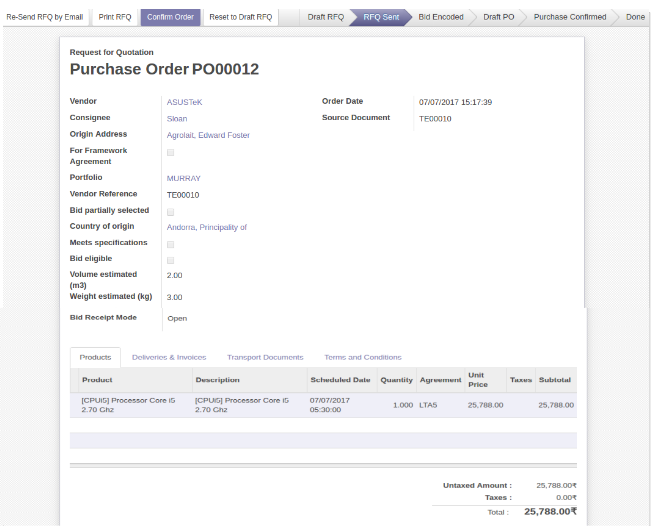 Re-Send RFQ by Email Print RFQ Confirm Order Reset to Draft RFQ Draft RFQ RFQ Sent Bid Encoded Draft PO Purchase Confirmed Done
Request for Quotation
Purchase Order PO00012
Vendor ASUSTeK Order Date 07/07/2017 15:17:39
Consignee Sloan Source Document TE00010
Origin Address Agrolait, Edward Foster
For Framework
Agreement
Portfolio MURRAY
Vendor Reference TE00010
Bid partially selected
Country of origin Andorra, Principality of
Meets specifications
Bid eligible
Volume estimated 2.00
(m3)
Weight estimated (kg) 3.00
Bid Receipt Mode Open
Products Deliveries & Invoices Transport Documents Terms and Conditions
Product Description Scheduled Date Quantity Agreement Unit Price Taxes Subtotal
[CPUi5] Processor Core i5 [CPUi5] Processor Core i5 07/07/2017 1.000 LTA5 25,788.00 25,788.00
2.70 Ghz 2.70 Ghz 05:30:00
Untaxed Amount : 25,788.00₹
Taxes : 0.00₹
Total : 25,788.00₹